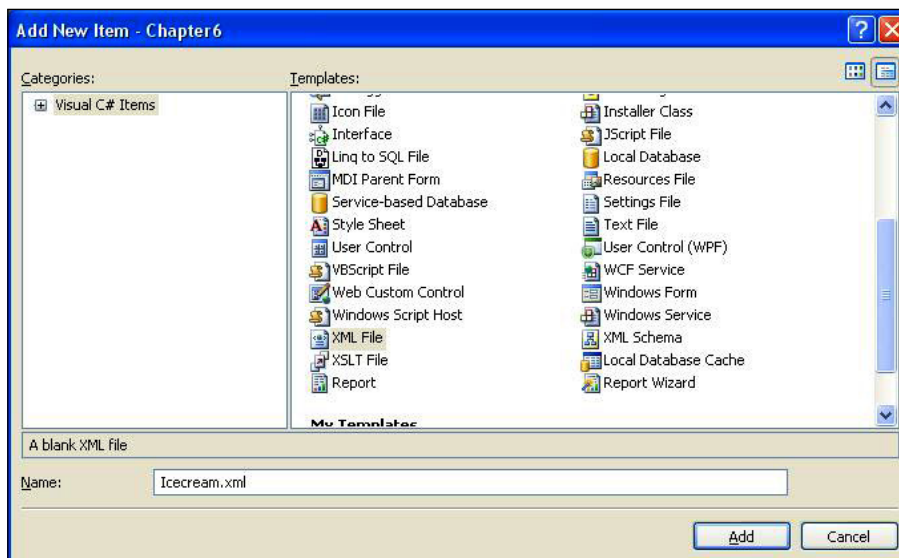 Add New Item - Chapter6
Categories:
Templates:
Visual C# Items
Icon File
Installer Class
Interface
JScript File
Linq to SQL File
Local Database
MDI Parent Form
Resources File
Service-based Database
Settings File
Style Sheet
Text File
User Control
User Control (WPF)
VBScript File
WCF Service
Web Custom Control
Windows Form
Windows Script Host
Windows Service
XML File
XML Schema
XSLT File
Local Database Cache
Report
Report Wizard
My Templates
A blank XML file
Name:
Icecream.xml
Add
Cancel